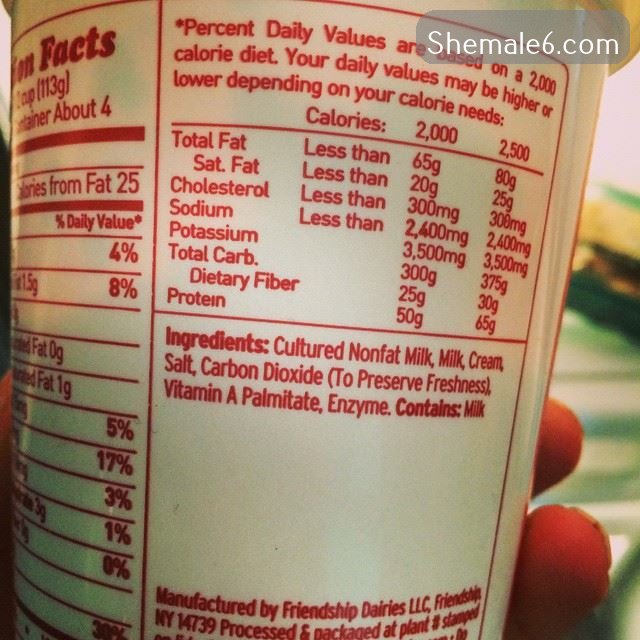 Shemale6.com
on Facts
cup (113g)
ntainer About 4
alories from Fat 25
% Daily Value*
4%
1.5g 8%
Fat 0g
Fat 1g
5%
17%
3g 3%
1%
0%
30%
*Percent Daily Values are based on a 2,000
calorie diet. Your daily values may be higher or
lower depending on your calorie needs:
Calories: 2,000 2,500
Total Fat Less than 65g 80g
Sat. Fat Less than 20g 25g
Cholesterol Less than 300mg 300mg
Sodium Less than 2,400mg 2,400mg
Potassium 3,500mg 3,500mg
Total Carb. 300g 375g
Dietary Fiber 25g 30g
Protein 50g 65g
Ingredients: Cultured Nonfat Milk, Milk, Cream,
Salt, Carbon Dioxide (To Preserve Freshness),
Vitamin A Palmitate, Enzyme. Contains: Milk
Manufactured by Friendship Dairies LLC, Friendship,
NY 14739 Processed & packaged at plant # stamped